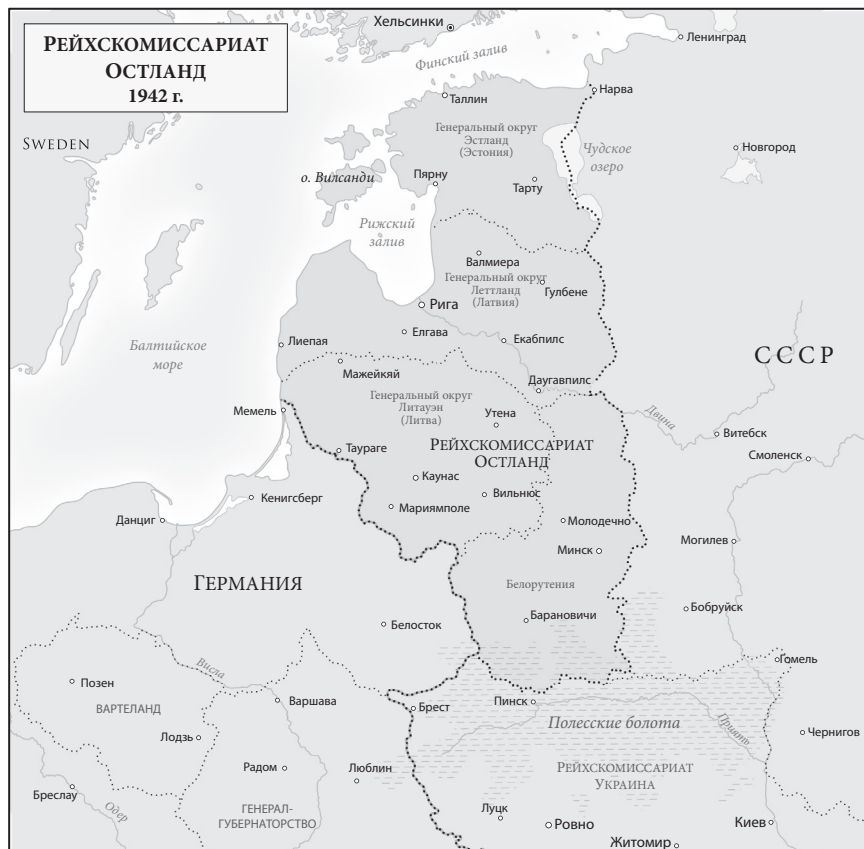 РЕЙХСКОМИССАРИАТ
ОСТЛАНД
1942 г.
Хельсинки
Ленинград
Финский залив
Нарва
Таллин
SWEDEN
Генеральный округ
Эстланд
(Эстония)
Чудское
озеро
Новгород
о. Вилсанди
Пярну
Тарту
Рижский
залив
Валмиера
Генеральный округ
Леттланд
(Латвия)
Гулбене
Рига
Елгава
Екабпилс
Балтийское
море
Лиепая
СССР
Мажейкяй
Даугавпилс
Генеральный округ
Литауэн
(Литва)
Мемель
Утена
Двина
Витебск
РЕЙХСКОМИССАРИАТ
ОСТЛАНД
Таураге
Смоленск
Каунас
Вильнюс
Кенигсберг
Мариямполе
Данциг
Молодечно
Могилев
Минск
ГЕРМАНИЯ
Белорутения
Бобруйск
Барановичи
Белосток
Гомель
Висла
Позен
ВАРТЕЛАНД
Варшава
Брест
Пинск
Полесские болота
Припять
Чернигов
Лодзь
Радом
Люблин
РЕЙХСКОМИССАРИАТ
УКРАИНА
Бреслау
Одер
ГЕНЕРАЛ-
ГУБЕРНАТОРСТВО
Луцк
Ровно
Киев
Житомир